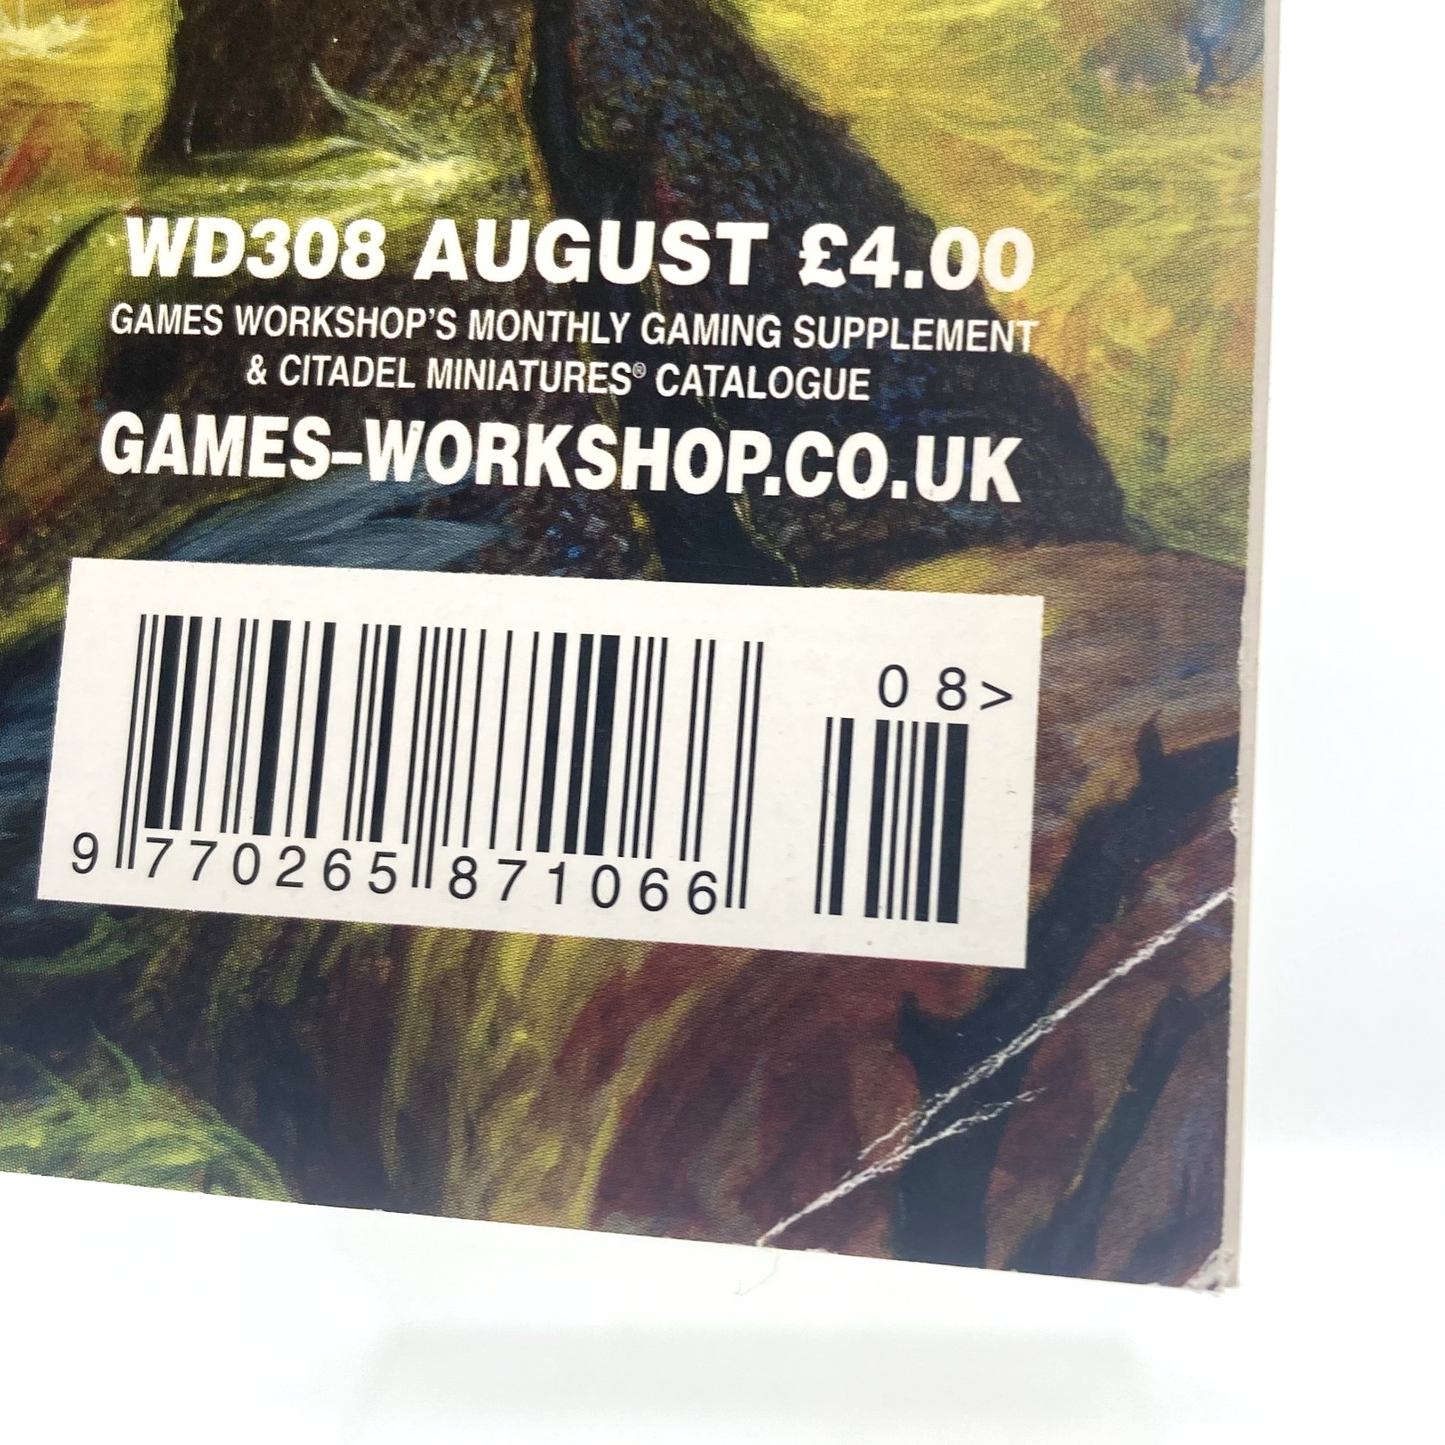 WD308 AUGUST £4.00
GAMES WORKSHOP'S MONTHLY GAMING SUPPLEMENT
& CITADEL MINIATURES® CATALOGUE
GAMES–WORKSHOP.CO.UK
08>
9 770265 871066